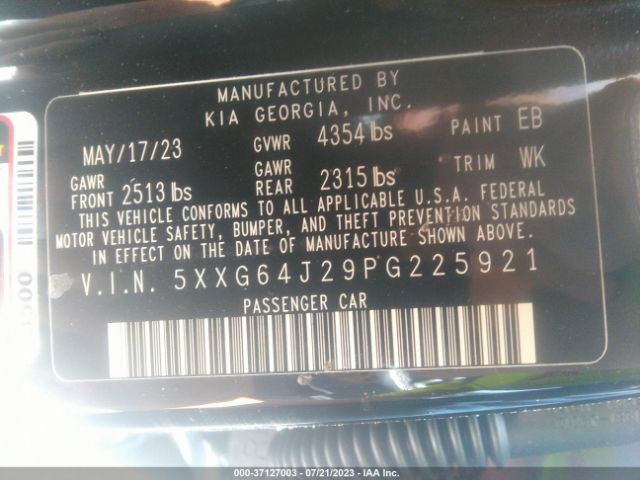 MANUFACTURED BY
KIA GEORGIA, INC.
MAY/17/23 GVWR 4354 lbs PAINT EB
GAWR FRONT 2513 lbs GAWR REAR 2315 lbs TRIM WK
THIS VEHICLE CONFORMS TO ALL APPLICABLE U.S.A. FEDERAL
MOTOR VEHICLE SAFETY, BUMPER, AND THEFT PREVENTION STANDARDS
IN EFFECT ON THE DATE OF MANUFACTURE SHOWN ABOVE.
V.I.N. 5XXG64J29PG225921
PASSENGER CAR
000-37127003 - 07/21/2023 - IAA Inc.